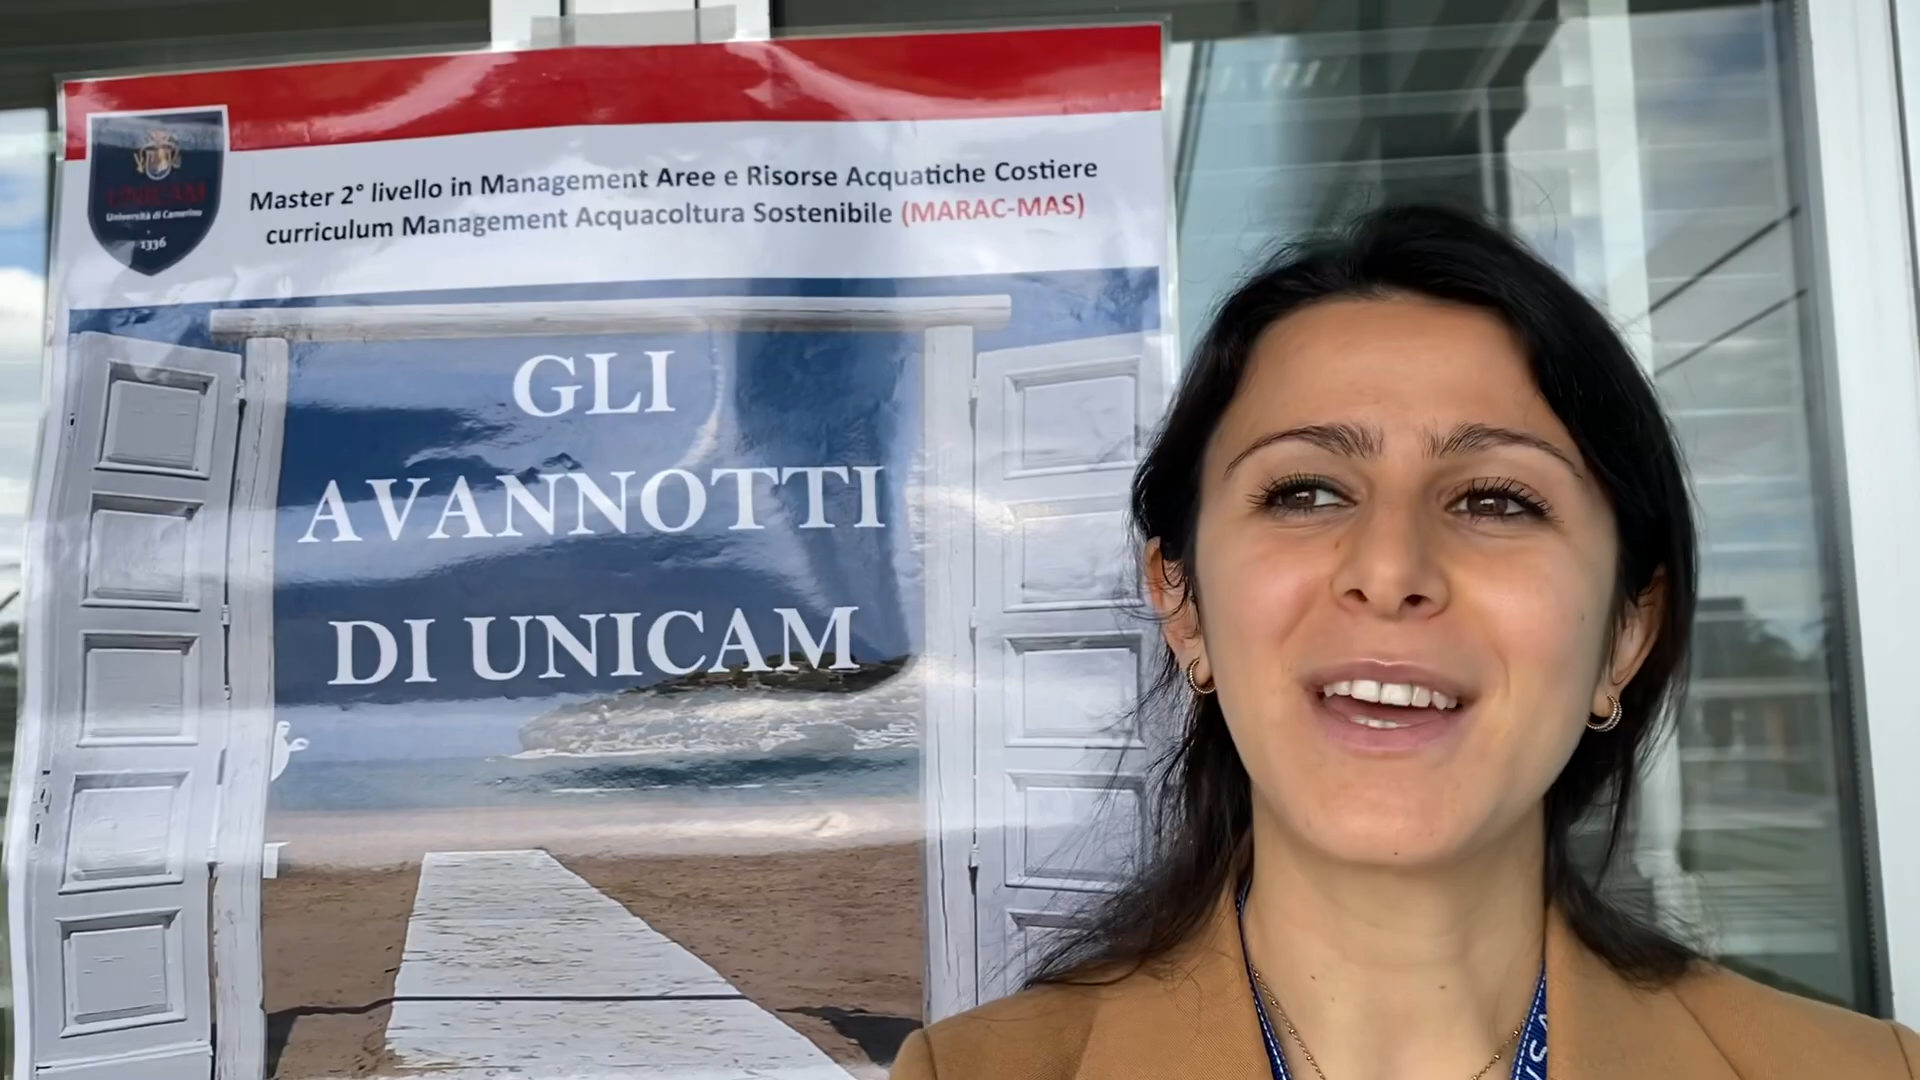 UNICAM
Università di Camerino
1336
Master 2° livello in Management Aree e Risorse Acquatiche Costiere
curriculum Management Acquacoltura Sostenibile (MARAC-MAS)
GLI
AVANNOTTI
DI UNICAM